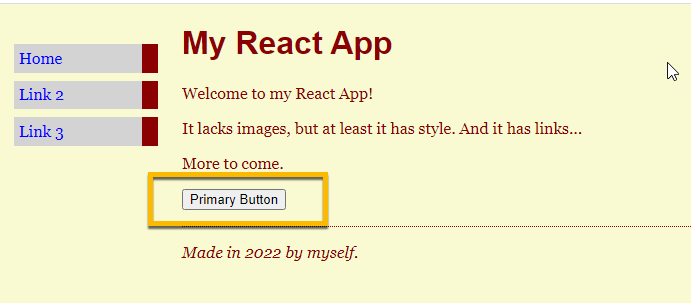 My React App
Home
Link 2
Link 3
Welcome to my React App!
It lacks images, but at least it has style. And it has links...
More to come.
Primary Button
Made in 2022 by myself.